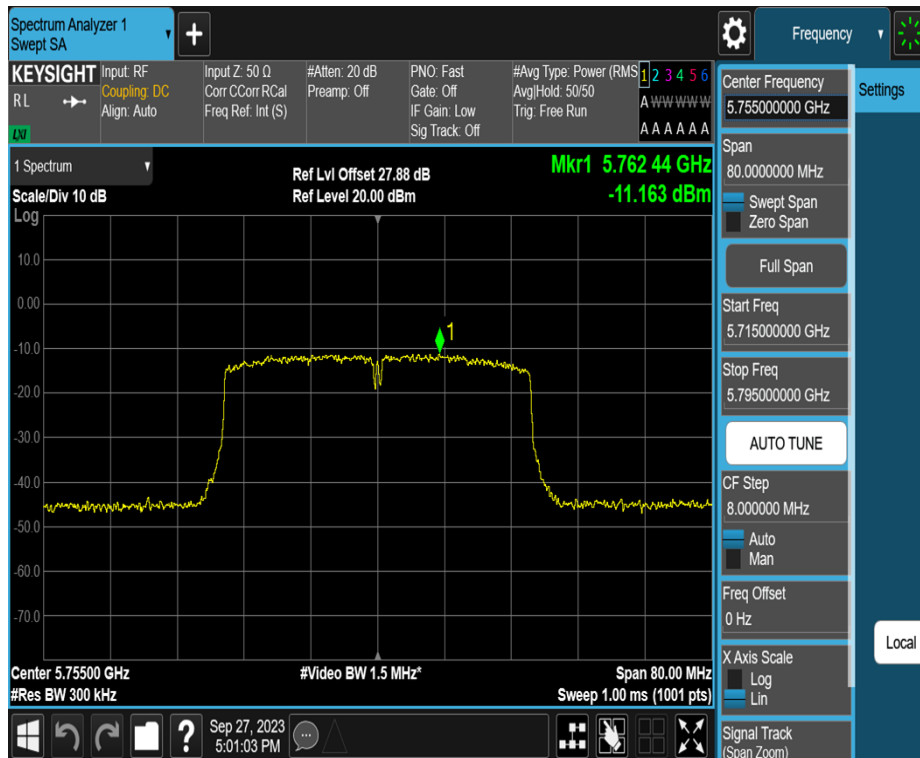 Spectrum Analyzer 1
Swept SA
+
Frequency
KEYSIGHT
R L
LXI
Input: RF
Coupling: DC
Align: Auto
Input Z: 50 Ω
Corr CCorr RCal
Freq Ref: Int (S)
#Atten: 20 dB
Preamp: Off
PNO: Fast
Gate: Off
IF Gain: Low
Sig Track: Off
#Avg Type: Power (RMS
Avg|Hold: 50/50
Trig: Free Run
1 2 3 4 5 6
A W W W W W
A A A A A A
1 Spectrum
Scale/Div 10 dB
Log
Ref Lvl Offset 27.88 dB
Ref Level 20.00 dBm
Mkr1 5.762 44 GHz
-11.163 dBm
10.0
0.00
-10.0
-20.0
-30.0
-40.0
-50.0
-60.0
-70.0
1
Center 5.75500 GHz
#Res BW 300 kHz
#Video BW 1.5 MHz*
Span 80.00 MHz
Sweep 1.00 ms (1001 pts)
Center Frequency
5.755000000 GHz
Settings
Span
80.0000000 MHz
Swept Span
Zero Span
Full Span
Start Freq
5.715000000 GHz
Stop Freq
5.795000000 GHz
AUTO TUNE
CF Step
8.000000 MHz
Auto
Man
Freq Offset
0 Hz
Local
X Axis Scale
Log
Lin
Signal Track
(Span Zoom)
?
Sep 27, 2023
5:01:03 PM